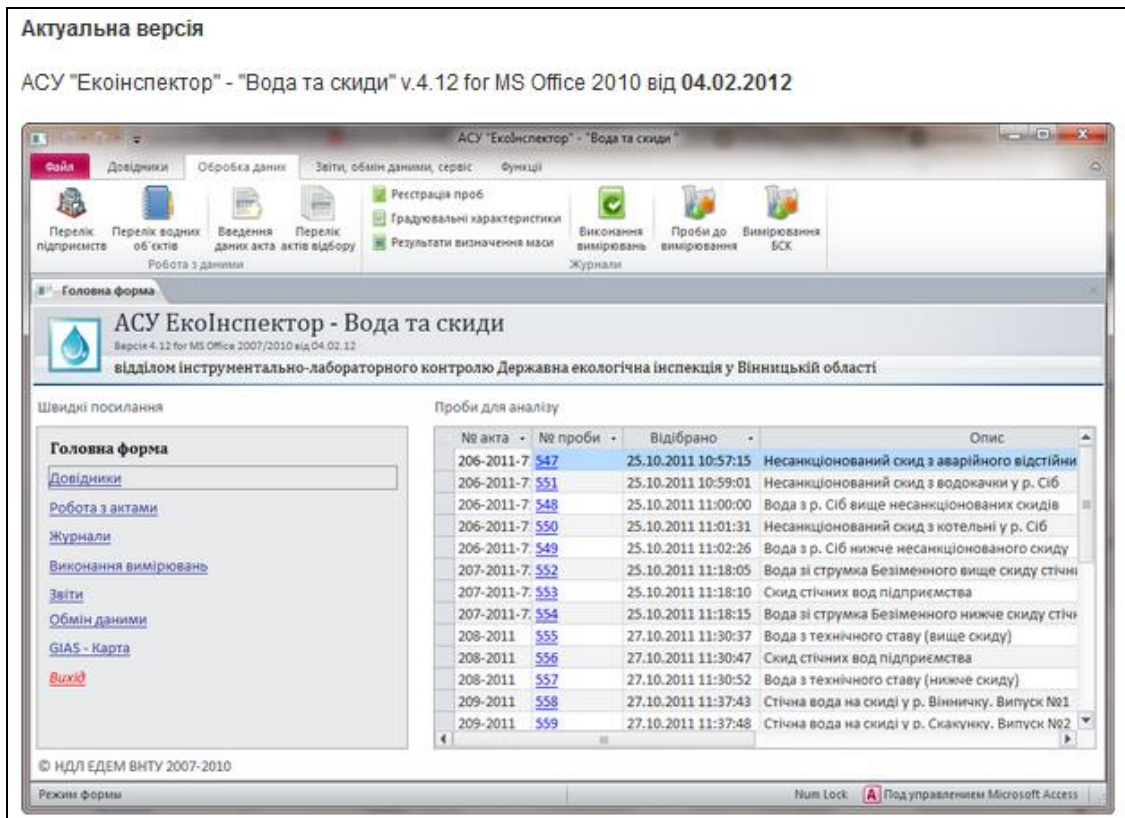 Актуальна версія
АСУ "Екоінспектор" - "Вода та скиди" v.4.12 for MS Office 2010 від 04.02.2012
АСУ "ЕкоІнспектор" - "Вода та скиди "
Файл Довідники Обробка даних Звіти, обмін даними, сервіс Функції
Перелік підприємств
Перелік водних об'єктів
Введення даних акта
Перелік актів відбору
Робота з даними
Реєстрація проб
Градуювальні характеристики
Результати визначення маси
Виконання вимірювань
Проби до вимірювання
Вимірювання БСК
Журнали
Головна форма
АСУ ЕкоІнспектор - Вода та скиди
Версія 4.12 for MS Office 2007/2010 від 04.02.12
відділом інструментально-лабораторного контролю Державна екологічна інспекція у Вінницькій області
Швидкі посилання
Головна форма
Довідники
Робота з актами
Журнали
Виконання вимірювань
Звіти
Обмін даними
GIAS - Карта
Вихід
Проби для аналізу
№ акта № проби Відібрано Опис
206-2011-7 547 25.10.2011 10:57:15 Несанкціонований скид з аварійного відстійни
206-2011-7 551 25.10.2011 10:59:01 Несанкціонований скид з водокачки у р. Сіб
206-2011-7 548 25.10.2011 11:00:00 Вода з р. Сіб вище несанкціонованих скидів
206-2011-7 550 25.10.2011 11:01:31 Несанкціонований скид з котельні у р. Сіб
206-2011-7 549 25.10.2011 11:02:26 Вода з р. Сіб нижче несанкціонованого скиду
207-2011-7 552 25.10.2011 11:18:05 Вода зі струмка Безіменного вище скиду стічн
207-2011-7 553 25.10.2011 11:18:10 Скид стічних вод підприємства
207-2011-7 554 25.10.2011 11:18:15 Вода зі струмка Безіменного нижче скиду стічн
208-2011 555 27.10.2011 11:30:37 Вода з технічного ставу (вище скиду)
208-2011 556 27.10.2011 11:30:47 Скид стічних вод підприємства
208-2011 557 27.10.2011 11:30:52 Вода з технічного ставу (нижче скиду)
209-2011 558 27.10.2011 11:37:43 Стічна вода на скиді у р. Вінничку. Випуск №1
209-2011 559 27.10.2011 11:37:48 Стічна вода на скиді у р. Скакунку. Випуск №2
© НДЛ ЕДЕМ ВНТУ 2007-2010
Режим формы Num Lock Под управлением Microsoft Access